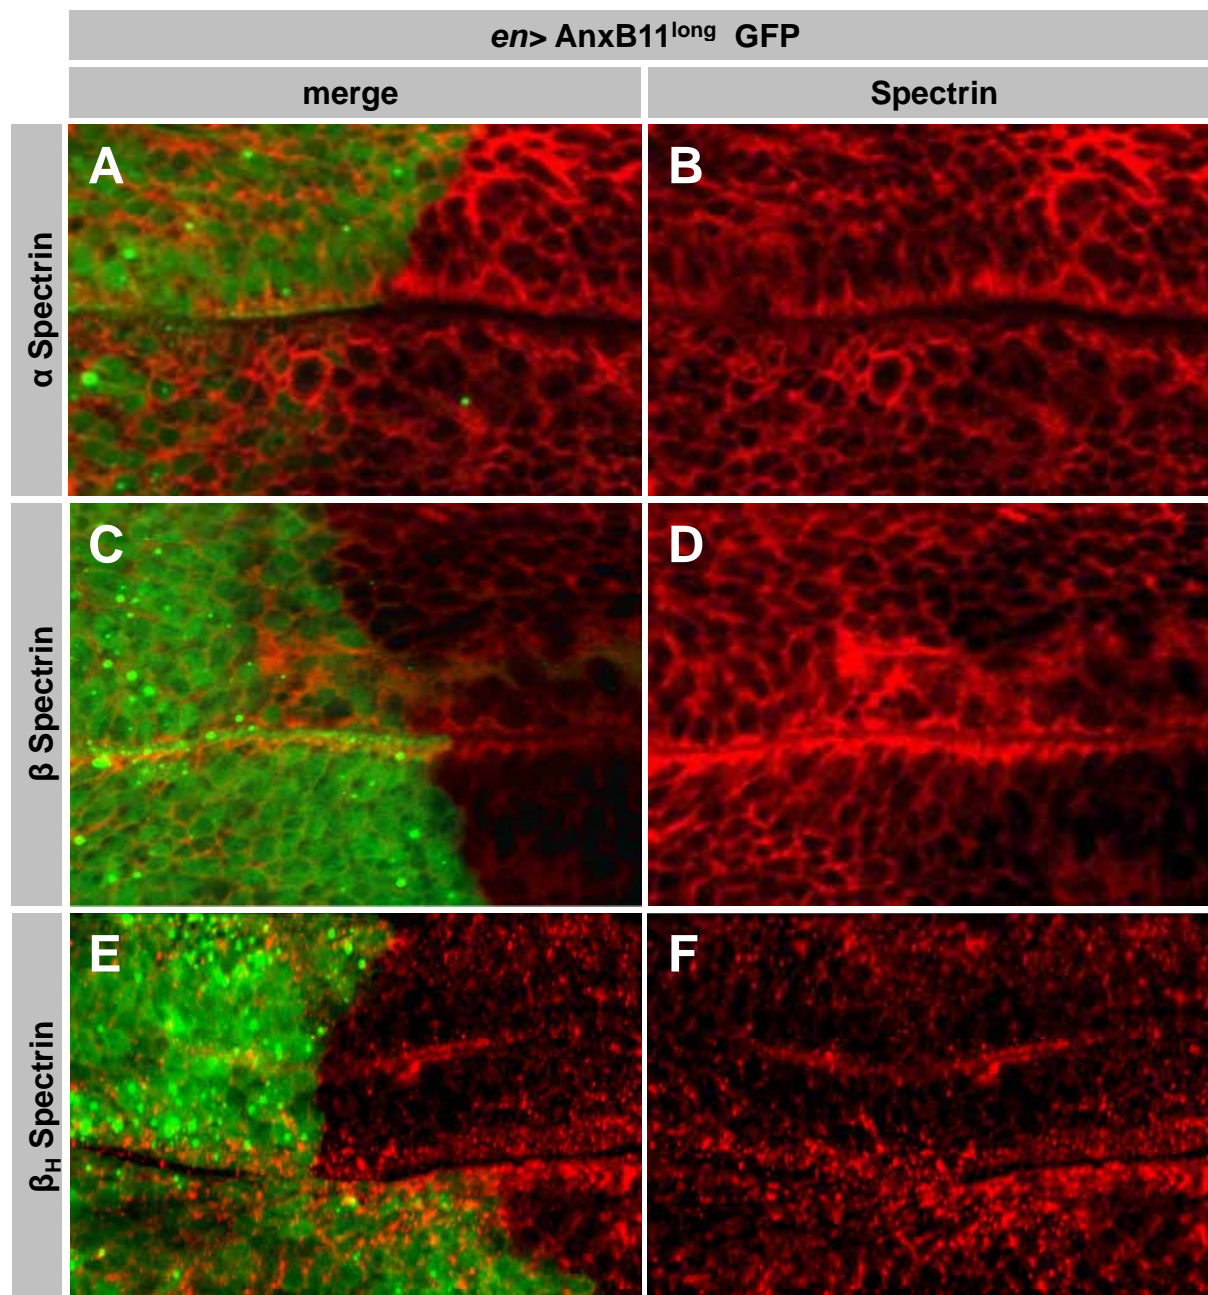 en> AnxB11long GFP
merge
Spectrin
α Spectrin
A
B
β Spectrin
C
D
βH Spectrin
E
F